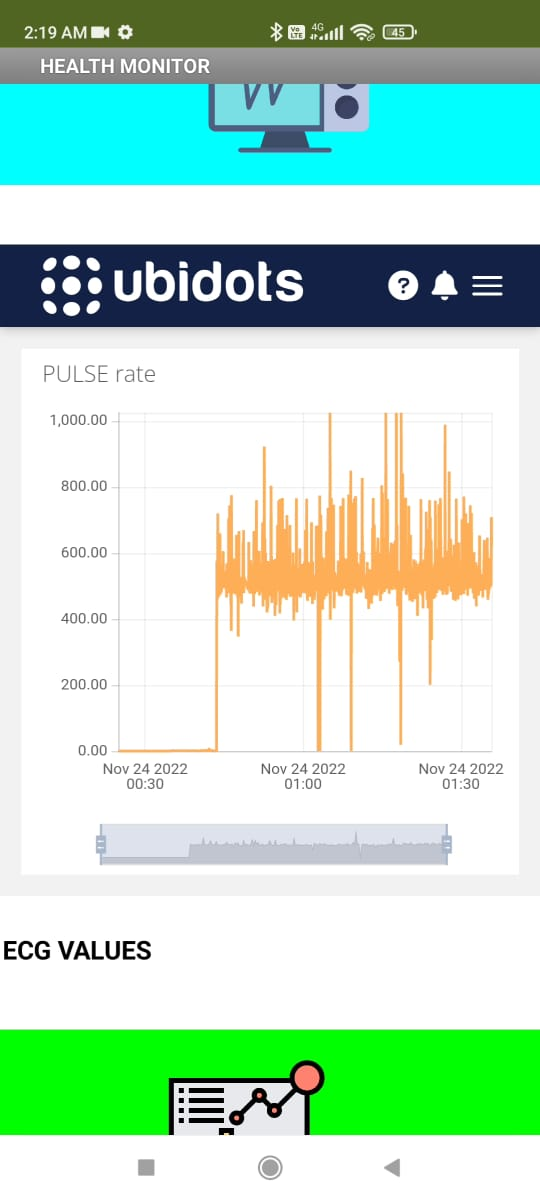 2:19 AM
Vo LTE 4G 45
HEALTH MONITOR
ubidots ?
PULSE rate
1,000.00
800.00
600.00
400.00
200.00
0.00
Nov 24 2022 Nov 24 2022 Nov 24 2022
00:30 01:00 01:30
ECG VALUES